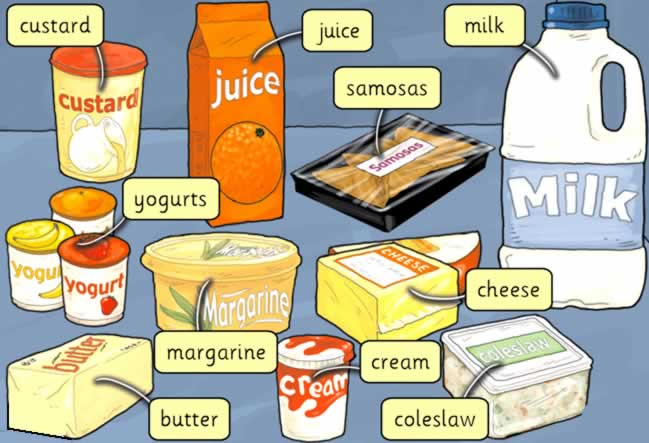 custard
juice
milk
custard
juice
samosas
Samosas
Milk
yogurts
yogu
yogurt
Margarine
CHEESE
cheese
butter
margarine
cream
cream
coleslaw
butter
coleslaw